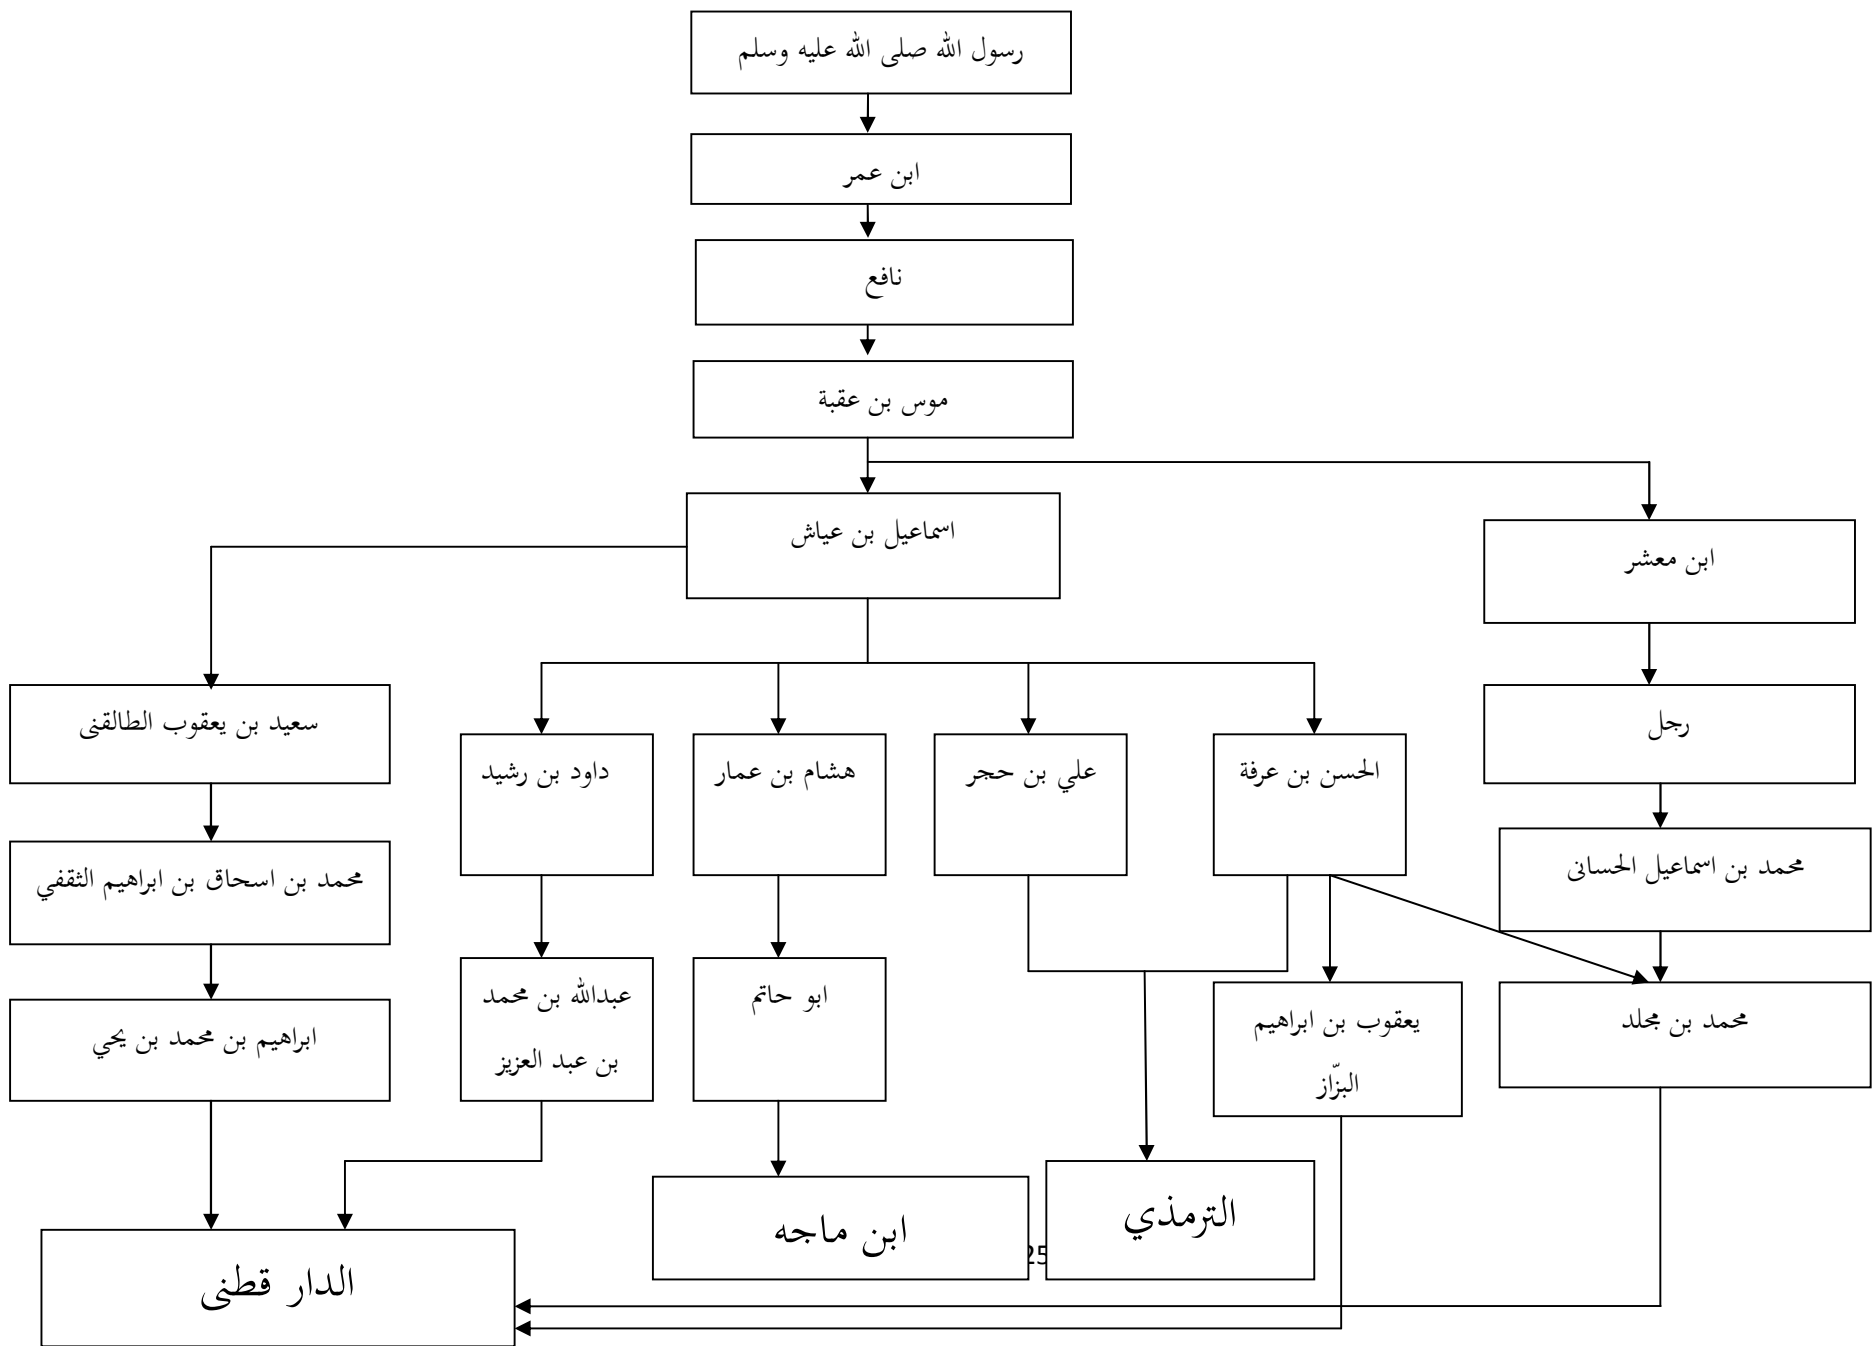 رسول الله صلى الله عليه وسلم
ابن عمر
نافع
موس بن عقبة
اسماعيل بن عياش
ابن معشر
سعيد بن يعقوب الطالقنى
رجل
داود بن رشيد
هشام بن عمار
علي بن حجر
الحسن بن عرفة
محمد بن اسحاق بن ابراهيم الثقفي
محمد بن اسماعيل الحسانى
ابراهيم بن محمد بن يحي
عبدالله بن محمد
بن عبد العزيز
ابو حاتم
يعقوب بن ابراهيم
البزّاز
محمد بن مجلد
الدار قطنى
ابن ماجه
الترمذي
25